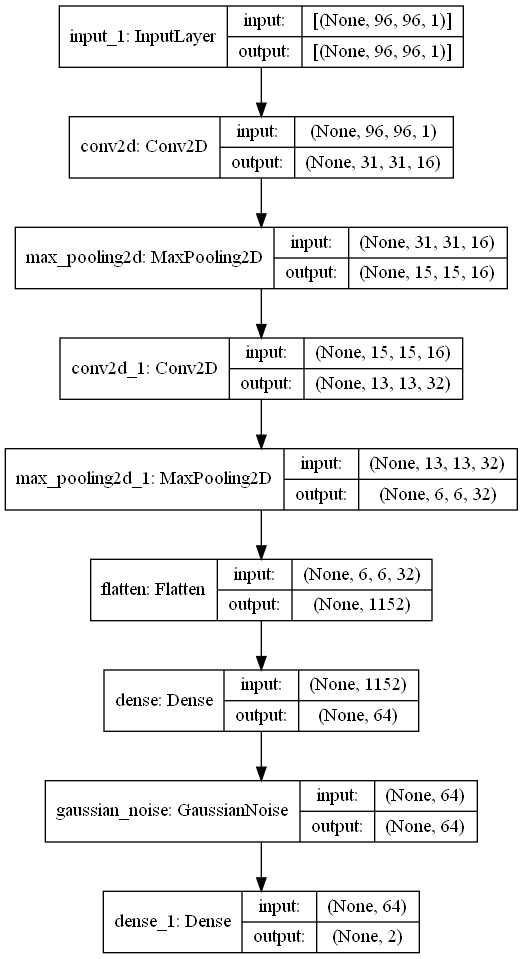 input_1: InputLayer
input:
[(None, 96, 96, 1)]
output:
[(None, 96, 96, 1)]
conv2d: Conv2D
input:
(None, 96, 96, 1)
output:
(None, 31, 31, 16)
max_pooling2d: MaxPooling2D
input:
(None, 31, 31, 16)
output:
(None, 15, 15, 16)
conv2d_1: Conv2D
input:
(None, 15, 15, 16)
output:
(None, 13, 13, 32)
max_pooling2d_1: MaxPooling2D
input:
(None, 13, 13, 32)
output:
(None, 6, 6, 32)
flatten: Flatten
input:
(None, 6, 6, 32)
output:
(None, 1152)
dense: Dense
input:
(None, 1152)
output:
(None, 64)
gaussian_noise: GaussianNoise
input:
(None, 64)
output:
(None, 64)
dense_1: Dense
input:
(None, 64)
output:
(None, 2)